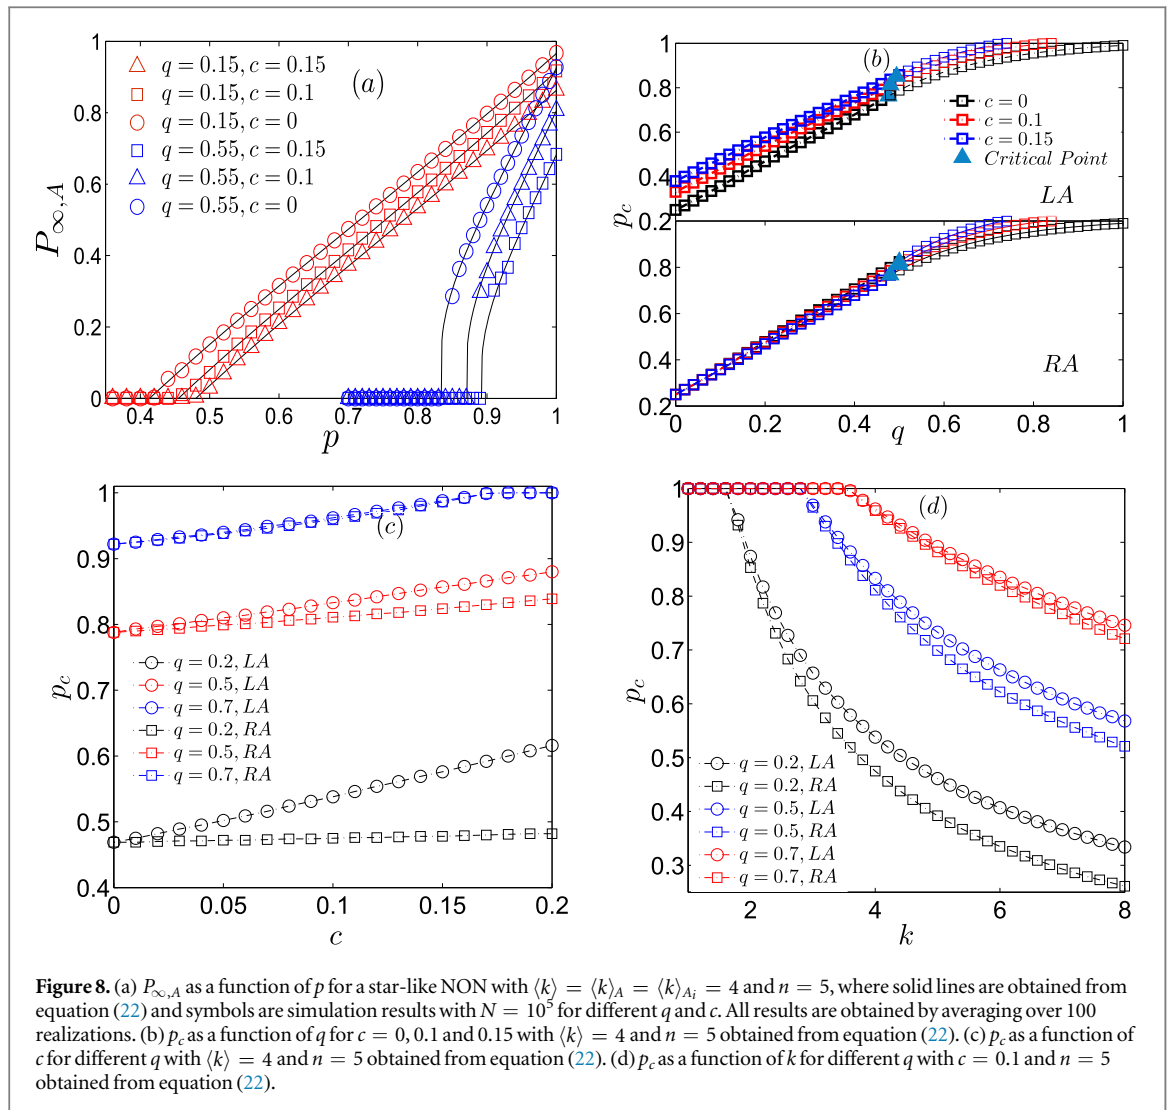 1
0.8
0.6
0.4
0.2
0
0.4 0.5 0.6 0.7 0.8 0.9 1
P∞,A
p
(a)
q = 0.15, c = 0.15
q = 0.15, c = 0.1
q = 0.15, c = 0
q = 0.55, c = 0.15
q = 0.55, c = 0.1
q = 0.55, c = 0
1
0.8
0.6
0.4
0.2
(b)
c = 0
c = 0.1
c = 0.15
Critical Point
LA
pc
0.8
0.6
0.4
0.2
RA
0 0.2 0.4 0.6 0.8 1
q
1
0.9
0.8
0.7
0.6
0.5
0.4
(c)
q = 0.2, LA
q = 0.5, LA
q = 0.7, LA
q = 0.2, RA
q = 0.5, RA
q = 0.7, RA
pc
0 0.05 0.1 0.15 0.2
c
1
0.9
0.8
0.7
0.6
0.5
0.4
0.3
(d)
q = 0.2, LA
q = 0.2, RA
q = 0.5, LA
q = 0.5, RA
q = 0.7, LA
q = 0.7, RA
pc
2 4 6 8
k
Figure 8. (a) P∞,A as a function of p for a star-like NON with ⟨k⟩ = ⟨k⟩A = ⟨k⟩Ai = 4 and n = 5, where solid lines are obtained from
equation (22) and symbols are simulation results with N = 10⁵ for different q and c. All results are obtained by averaging over 100
realizations. (b) pc as a function of q for c = 0, 0.1 and 0.15 with ⟨k⟩ = 4 and n = 5 obtained from equation (22). (c) pc as a function of
c for different q with ⟨k⟩ = 4 and n = 5 obtained from equation (22). (d) pc as a function of k for different q with c = 0.1 and n = 5
obtained from equation (22).